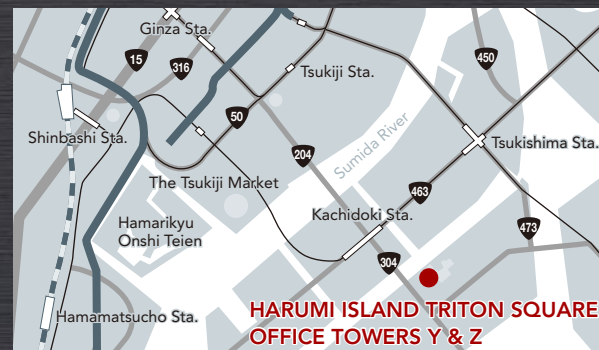 Ginza Sta.
15
316
450
Tsukiji Sta.
50
Shinbashi Sta.
Sumida River
Tsukishima Sta.
204
The Tsukiji Market
463
Kachidoki Sta.
Hamarikyu
Onshi Teien
473
304
Hamamatsucho Sta.
HARUMI ISLAND TRITON SQUARE
OFFICE TOWERS Y & Z